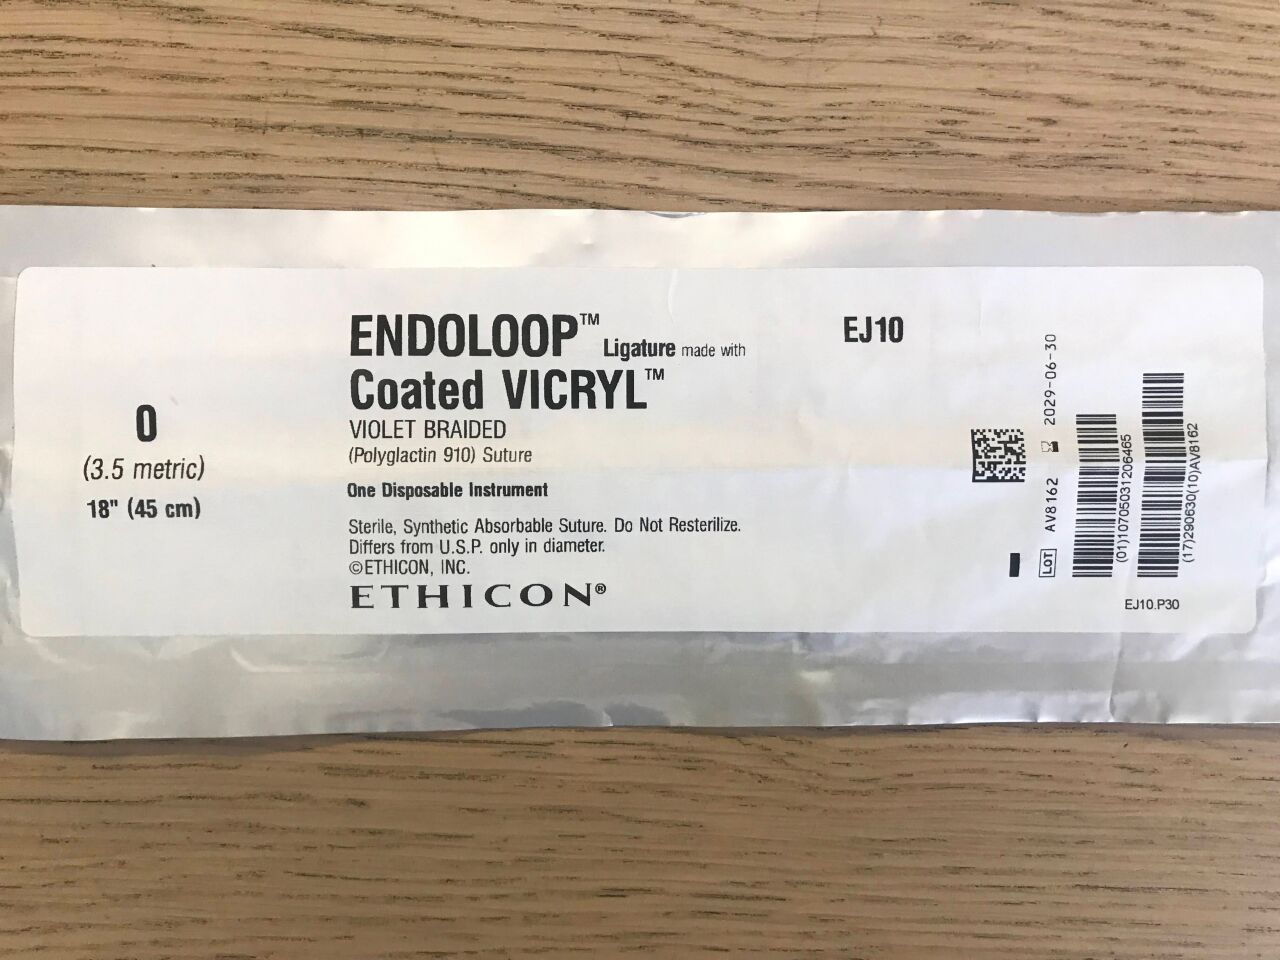 0
(3.5 metric)
18" (45 cm)
ENDOLOOP™ Ligature made with
Coated VICRYL™
VIOLET BRAIDED
(Polyglactin 910) Suture
One Disposable Instrument
Sterile, Synthetic Absorbable Suture. Do Not Resterilize.
Differs from U.S.P. only in diameter.
©ETHICON, INC.
ETHICON®
EJ10
LOT AV8162 2029-06-30
(01)10705031206465
(17)290630(10)AV8162
EJ10.P30